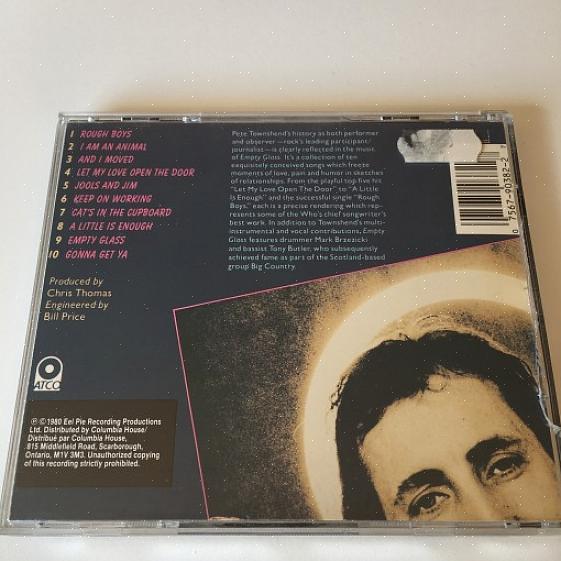 1 ROUGH BOYS
2 I AM AN ANIMAL
3 AND I MOVED
4 LET MY LOVE OPEN THE DOOR
5 JOOLS AND JIM
6 KEEP ON WORKING
7 CAT'S IN THE CUPBOARD
8 A LITTLE IS ENOUGH
9 EMPTY GLASS
10 GONNA GET YA
Produced by
Chris Thomas
Engineered by
Bill Price
Pete Townshend's history as both performer
and observer—rock's leading participant/
journalist—is clearly reflected in the music
of Empty Glass. It's a collection of ten
exquisitely conceived songs which freeze
moments of love, pain and humor in sketches
of relationships. From the playful top five hit
"Let My Love Open The Door" to "A Little
Is Enough" and the successful single "Rough
Boys," each is a precise rendering which rep-
resents some of the Who's chief songwriter's
best work. In addition to Townshend's multi-
instrumental and vocal contributions, Empty
Glass features drummer Mark Brzezicki
and bassist Tony Butler, who subsequently
achieved fame as part of the Scotland-based
group Big Country.
0 7567-90382-2
ATCO
℗ © 1980 Eel Pie Recording Productions
Ltd. Distributed by Columbia House/
Distribué par Columbia House,
815 Middlefield Road, Scarborough,
Ontario, M1V 3M3. Unauthorized copying
of this recording strictly prohibited.